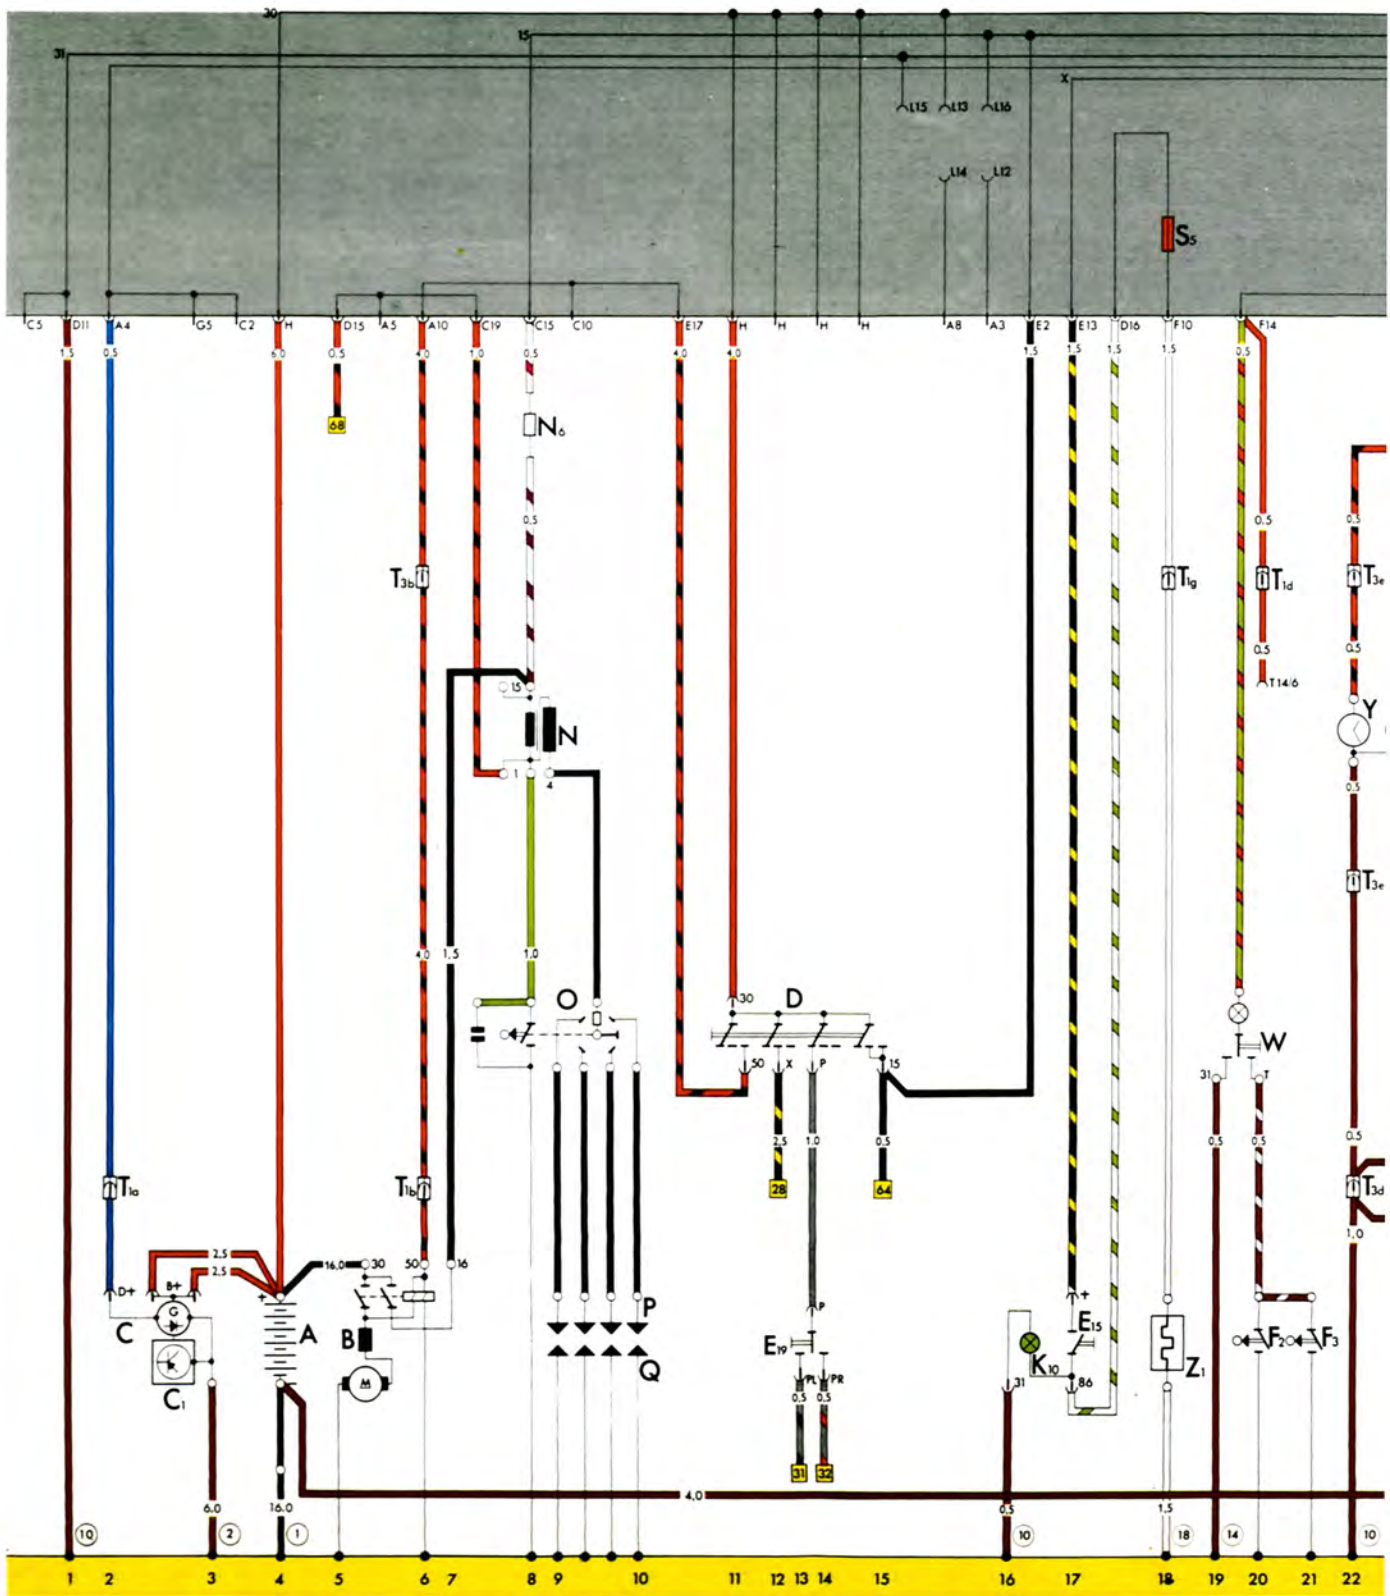 30
15
31
X
L15 L13 L16
L14 L12
S5
C5 D11 A4 G5 C2 H D15 A5 A10 C19 C15 C10 E17 H H H H A8 A3 E2 E13 D16 F10 F14
1.5 0.5 6.0 0.5 4.0 1.0 0.5 4.0 4.0 1.5 1.5 1.5 1.5 0.5
68
N6
0.5 0.5 0.5
T3b T1g T1d T3e
0.5 0.5
T14/6
15
Y
N
1 4
0.5
T3e
4.0 1.5 1.0
30 D
O
W
50 X P 15
31 T
2.5 1.0 0.5 0.5 0.5 0.5
T1a T1b 28 64 T3d
1.0
2.5 16.0 30 50 16
2.5
D+ B+ + P +
G
C A B P E19 K10 E15 Z1 F2 F3
C1 M Q PL PR 31 86
0.5 0.5
31 32
4.0
6.0 16.0 0.5 1.5
10 2 1 10 18 14 10
1 2 3 4 5 6 7 8 9 10 11 12 13 14 15 16 17 18 19 20 21 22